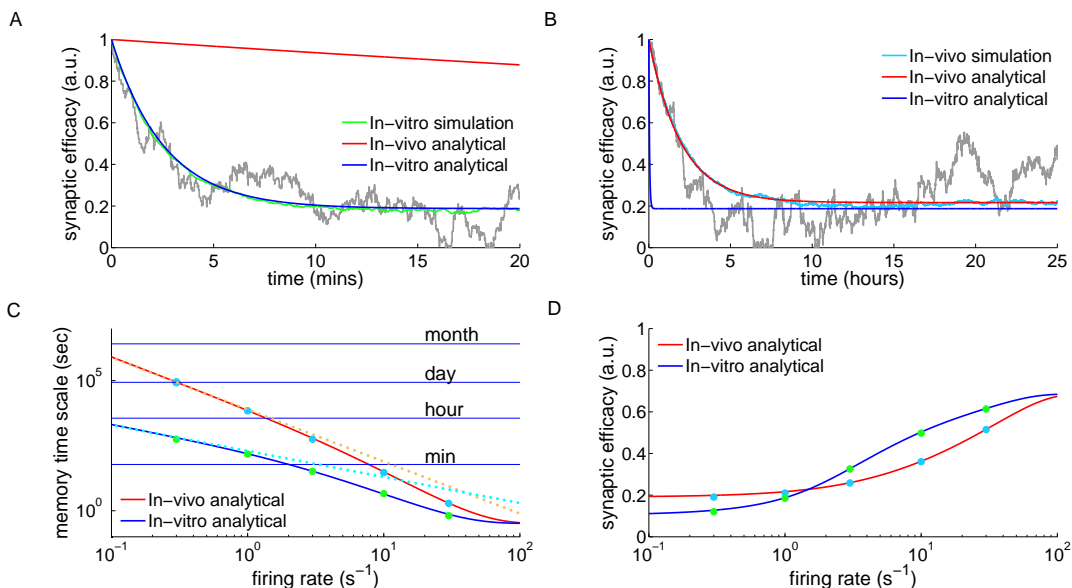 A
synaptic efficacy (a.u.)
1
0.8
0.6
0.4
0.2
0
In−vitro simulation
In−vivo analytical
In−vitro analytical
0
5
10
15
20
time (mins)
B
synaptic efficacy (a.u.)
1
0.8
0.6
0.4
0.2
0
In−vivo simulation
In−vivo analytical
In−vitro analytical
0
5
10
15
20
25
time (hours)
C
memory time scale (sec)
10^5
10^0
month
day
hour
min
In−vivo analytical
In−vitro analytical
10^−1
10^0
10^1
10^2
firing rate (s^−1)
D
synaptic efficacy (a.u.)
1
0.8
0.6
0.4
0.2
0
In−vivo analytical
In−vitro analytical
10^−1
10^0
10^1
10^2
firing rate (s^−1)